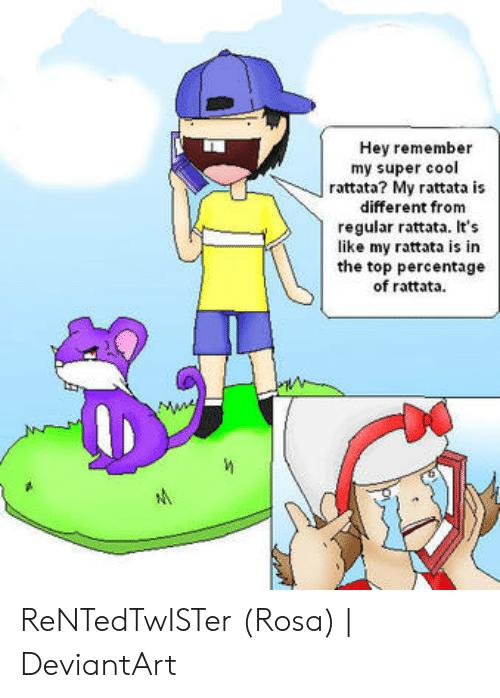 Hey remember
my super cool
rattata? My rattata is
different from
regular rattata. It's
like my rattata is in
the top percentage
of rattata.
ReNTedTwISTer (Rosa) |
DeviantArt